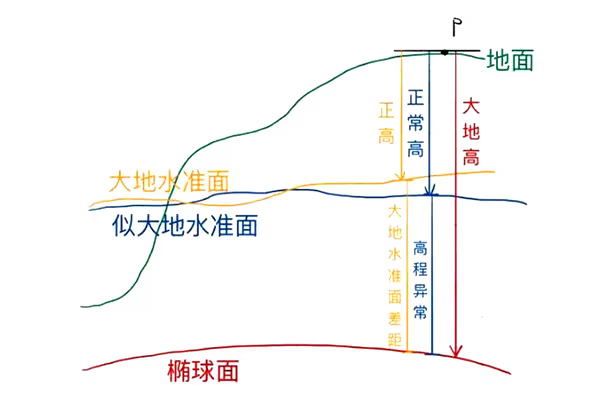 P
地面
正高
正常高
大地高
大地水准面
似大地水准面
大地水准面差距
高程异常
椭球面